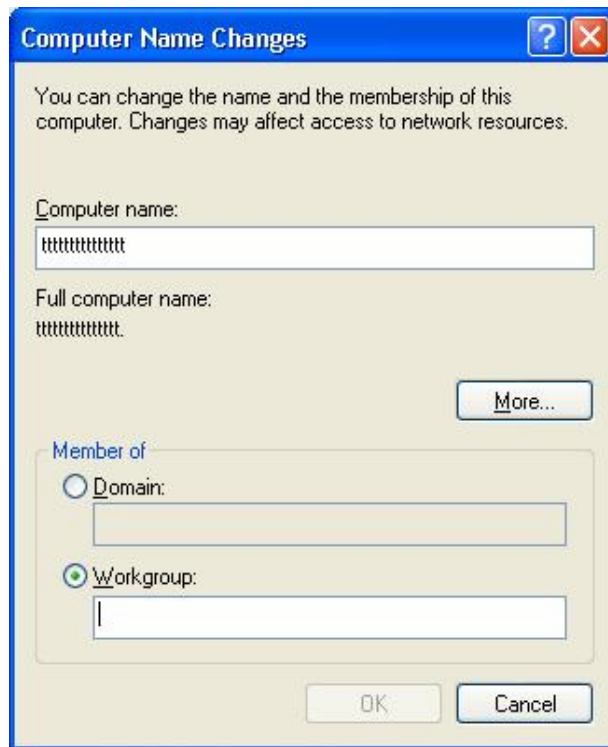 Computer Name Changes
You can change the name and the membership of this
computer. Changes may affect access to network resources.
Computer name:
ttttttttttttttt
Full computer name:
ttttttttttttttt.
More...
Member of
Domain:
Workgroup:
OK
Cancel